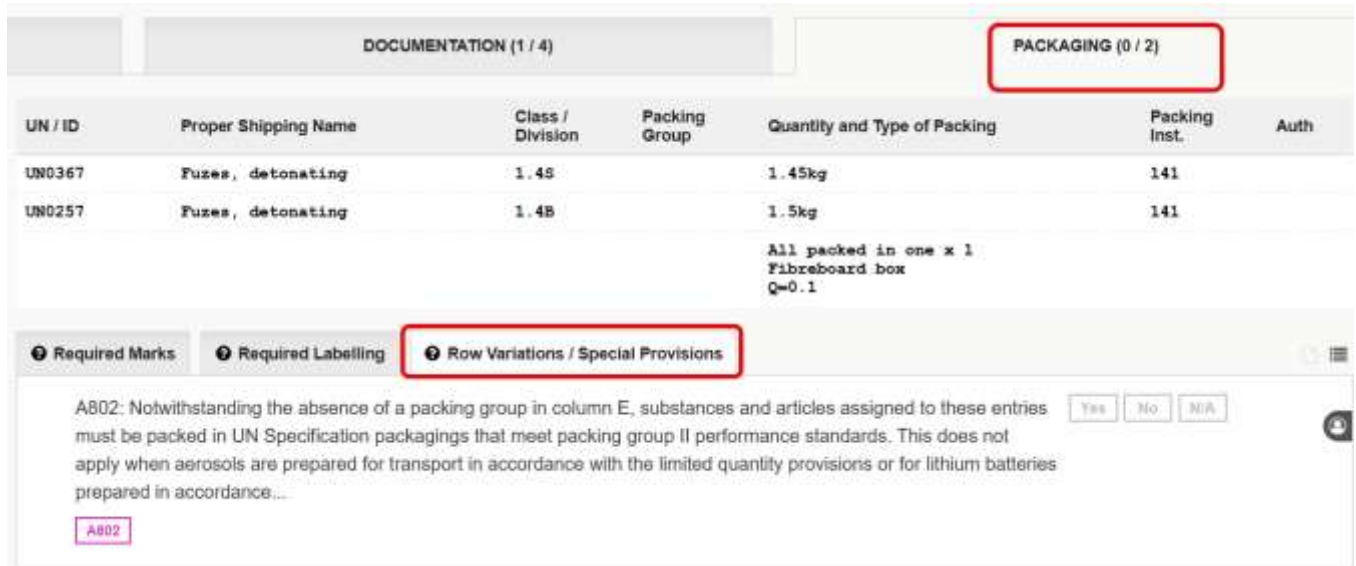 DOCUMENTATION (1 / 4)
PACKAGING (0 / 2)
UN / ID
Proper Shipping Name
Class /
Division
Packing
Group
Quantity and Type of Packing
Packing
Inst.
Auth
UN0367
Fuzes, detonating
1.4S
1.45kg
141
UN0257
Fuzes, detonating
1.4B
1.5kg
141
All packed in one x 1
Fibreboard box
Q=0.1
Required Marks
Required Labelling
Row Variations / Special Provisions
A802: Notwithstanding the absence of a packing group in column E, substances and articles assigned to these entries
must be packed in UN Specification packagings that meet packing group II performance standards. This does not
apply when aerosols are prepared for transport in accordance with the limited quantity provisions or for lithium batteries
prepared in accordance...
Yes
No
N/A
A802